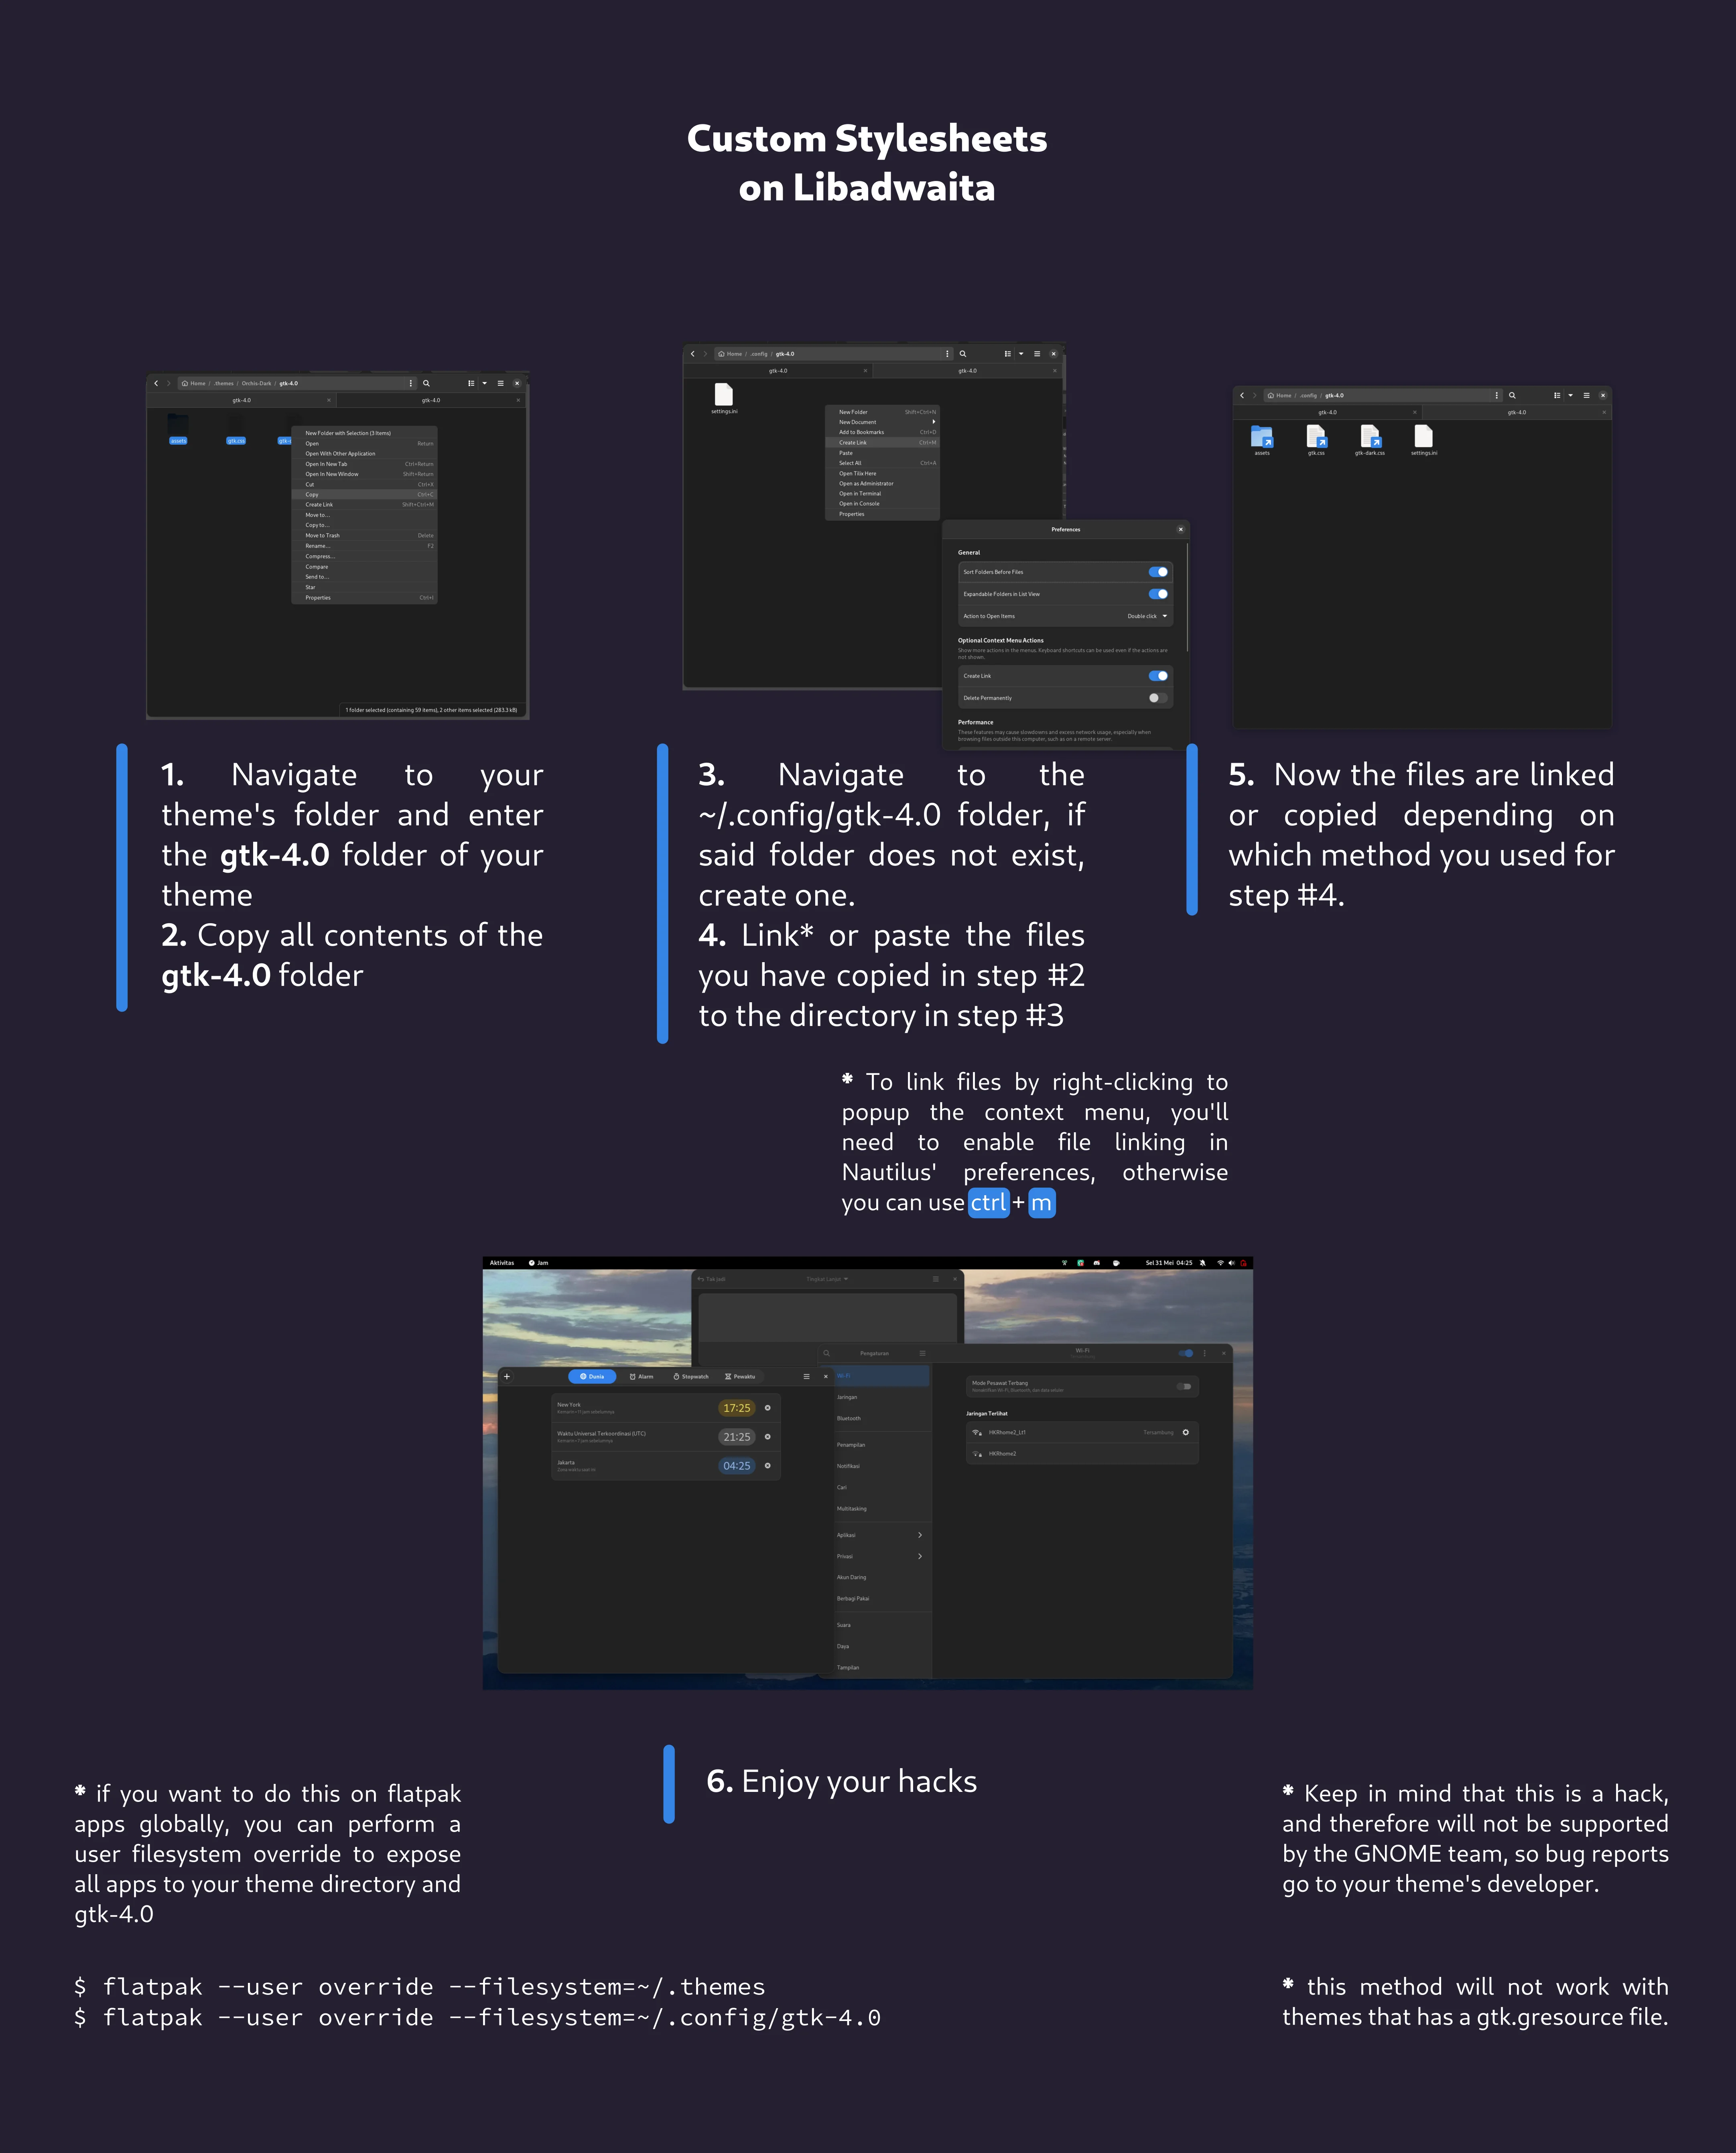 Custom Stylesheets
on Libadwaita
Home / .themes / Orchis-Dark / gtk-4.0
gtk-4.0
gtk-4.0
assets
gtk.css
New Folder with Selection (3 Items)
Open Return
Open With Other Application
Open In New Tab Ctrl+Return
Open In New Window Shift+Return
Cut Ctrl+X
Copy Ctrl+C
Create Link Shift+Ctrl+M
Move to...
Copy to...
Move to Trash Delete
Rename... F2
Compress...
Compare
Send to...
Star
Properties Ctrl+I
1 folder selected (containing 59 items), 2 other items selected (283.3 kB)
1. Navigate to your
theme's folder and enter
the gtk-4.0 folder of your
theme
2. Copy all contents of the
gtk-4.0 folder
Home / .config / gtk-4.0
gtk-4.0
gtk-4.0
settings.ini
New Folder Shift+Ctrl+N
New Document
Add to Bookmarks Ctrl+D
Create Link Ctrl+M
Paste
Select All Ctrl+A
Open Tilia Here
Open as Administrator
Open in Terminal
Open in Console
Properties
Preferences
General
Sort Folders Before Files
Expandable Folders in List View
Action to Open Items Double click
Optional Context Menu Actions
Show more actions in the menus. Keyboard shortcuts can be used even if the actions are
not shown.
Create Link
Delete Permanently
Performance
These features may cause slowdowns and excess network usage, especially when
browsing files outside this computer, such as on a remote server.
3. Navigate to the
~/.config/gtk-4.0 folder, if
said folder does not exist,
create one.
4. Link* or paste the files
you have copied in step #2
to the directory in step #3
* To link files by right-clicking to
popup the context menu, you'll
need to enable file linking in
Nautilus' preferences, otherwise
you can use ctrl + m
Home / .config / gtk-4.0
gtk-4.0
gtk-4.0
assets
gtk.css
gtk-dark.css
settings.ini
5. Now the files are linked
or copied depending on
which method you used for
step #4.
Aktivitas Jam Sel 31 Mei 04:25
Tak Jadi Tingkat Lanjut
Dunia Alarm Stopwatch Pewaktu
New York 17:25
Waktu Universal Terkoordinasi (UTC) 21:25
Jakarta 04:25
Pengaturan
Wi-Fi
Jaringan
Bluetooth
Penampilan
Notifikasi
Cari
Multitasking
Aplikasi
Privasi
Akun Daring
Berbagi Pakai
Suara
Daya
Tampilan
Wi-Fi
Mode Pesawat Terbang
Jaringan Terlihat
HKRhome2_Lt1 Tersambung
HKRhome2
6. Enjoy your hacks
* if you want to do this on flatpak
apps globally, you can perform a
user filesystem override to expose
all apps to your theme directory and
gtk-4.0
$ flatpak --user override --filesystem=~/.themes
$ flatpak --user override --filesystem=~/.config/gtk-4.0
* Keep in mind that this is a hack,
and therefore will not be supported
by the GNOME team, so bug reports
go to your theme's developer.
* this method will not work with
themes that has a gtk.gresource file.